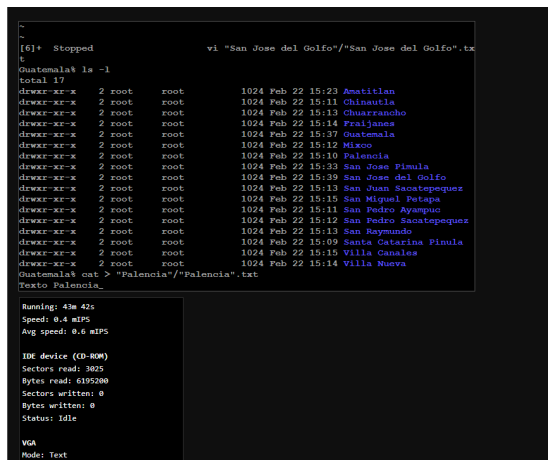 ~
~
[6]+  Stopped                 vi "San Jose del Golfo"/"San Jose del Golfo".tx
t
Guatemala% ls -l
total 17
drwxr-xr-x    2 root     root         1024 Feb 22 15:23 Amatitlan
drwxr-xr-x    2 root     root         1024 Feb 22 15:11 Chinautla
drwxr-xr-x    2 root     root         1024 Feb 22 15:13 Chuarrancho
drwxr-xr-x    2 root     root         1024 Feb 22 15:14 Fraijanes
drwxr-xr-x    2 root     root         1024 Feb 22 15:37 Guatemala
drwxr-xr-x    2 root     root         1024 Feb 22 15:12 Mixco
drwxr-xr-x    2 root     root         1024 Feb 22 15:10 Palencia
drwxr-xr-x    2 root     root         1024 Feb 22 15:33 San Jose Pimula
drwxr-xr-x    2 root     root         1024 Feb 22 15:39 San Jose del Golfo
drwxr-xr-x    2 root     root         1024 Feb 22 15:13 San Juan Sacatepequez
drwxr-xr-x    2 root     root         1024 Feb 22 15:15 San Miguel Petapa
drwxr-xr-x    2 root     root         1024 Feb 22 15:11 San Pedro Ayampuc
drwxr-xr-x    2 root     root         1024 Feb 22 15:12 San Pedro Sacatepequez
drwxr-xr-x    2 root     root         1024 Feb 22 15:13 San Raymundo
drwxr-xr-x    2 root     root         1024 Feb 22 15:09 Santa Catarina Pinula
drwxr-xr-x    2 root     root         1024 Feb 22 15:15 Villa Canales
drwxr-xr-x    2 root     root         1024 Feb 22 15:14 Villa Nueva
Guatemala% cat > "Palencia"/"Palencia".txt
Texto Palencia_
Running: 43m 42s
Speed: 0.4 mIPS
Avg speed: 0.6 mIPS
IDE device (CD-ROM)
Sectors read: 3025
Bytes read: 6195200
Sectors written: 0
Bytes written: 0
Status: Idle
VGA
Mode: Text